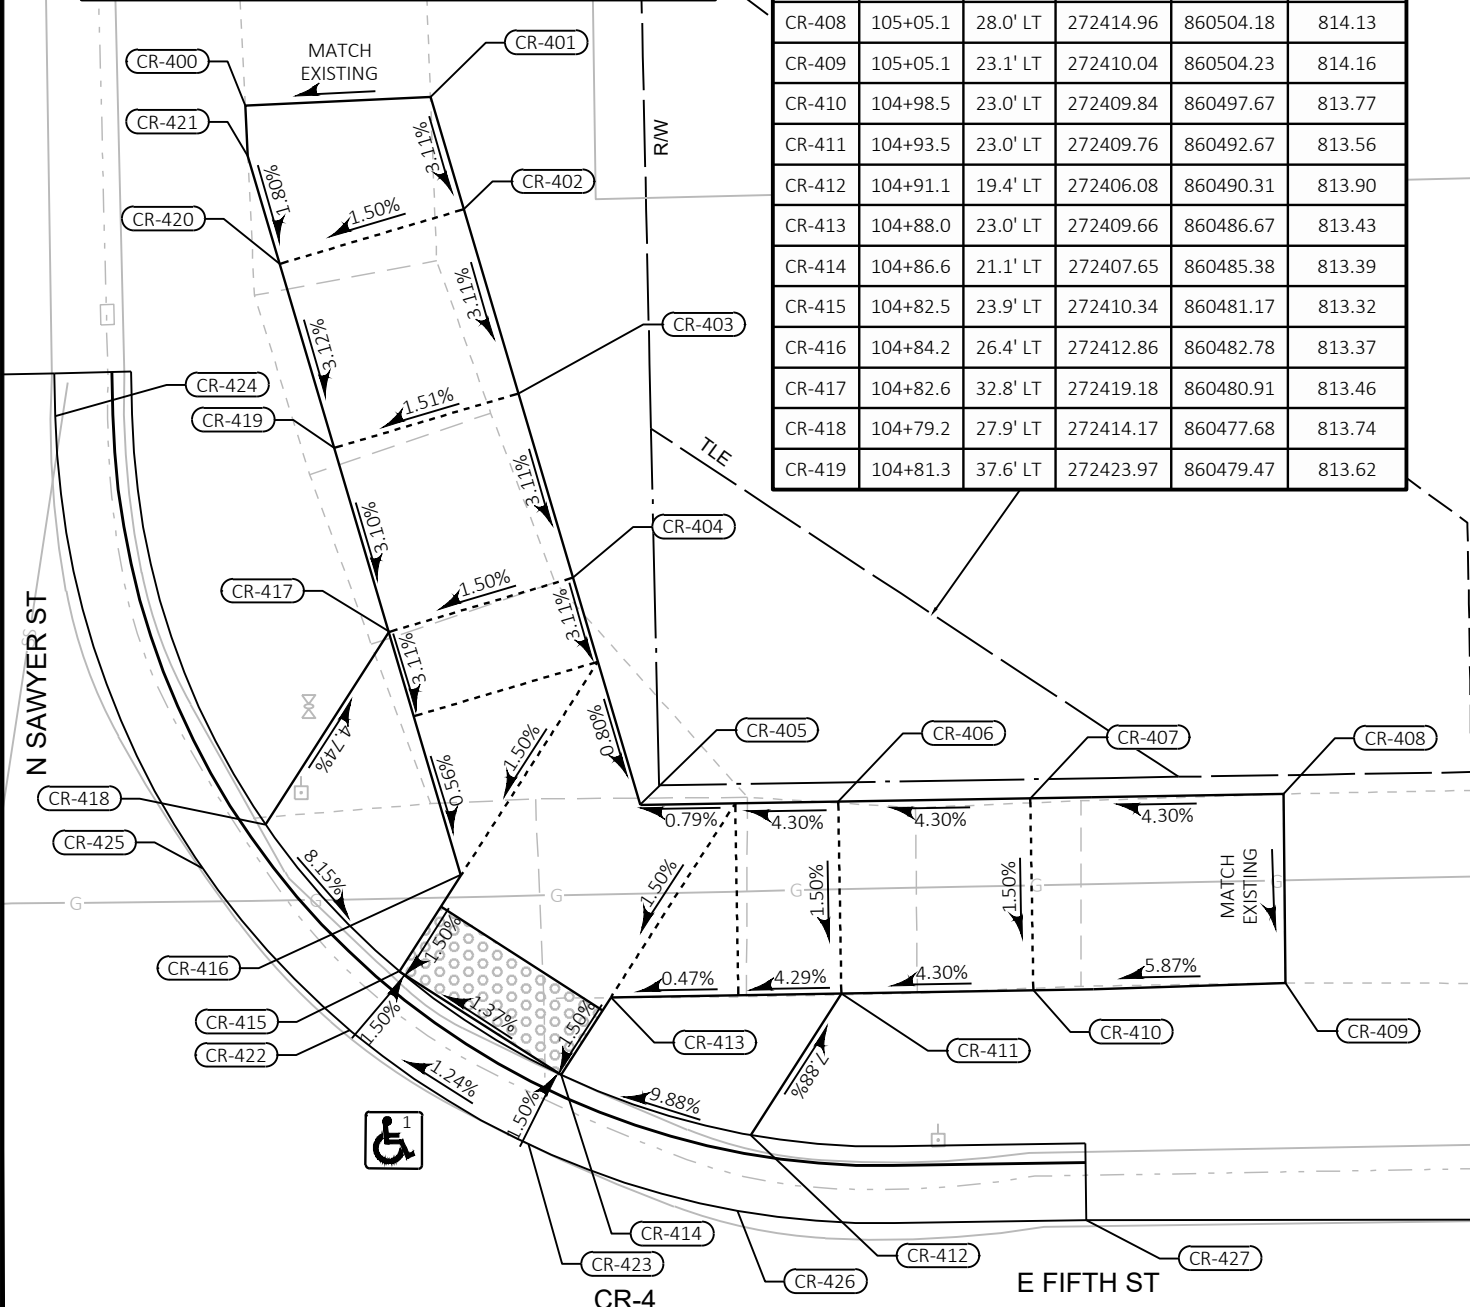 CR-408 105+05.1 28.0' LT 272414.96 860504.18 814.13
CR-409 105+05.1 23.1' LT 272410.04 860504.23 814.16
CR-410 104+98.5 23.0' LT 272409.84 860497.67 813.77
CR-411 104+93.5 23.0' LT 272409.76 860492.67 813.56
CR-412 104+91.1 19.4' LT 272406.08 860490.31 813.90
CR-413 104+88.0 23.0' LT 272409.66 860486.67 813.43
CR-414 104+86.6 21.1' LT 272407.65 860485.38 813.39
CR-415 104+82.5 23.9' LT 272410.34 860481.17 813.32
CR-416 104+84.2 26.4' LT 272412.86 860482.78 813.37
CR-417 104+82.6 32.8' LT 272419.18 860480.91 813.46
CR-418 104+79.2 27.9' LT 272414.17 860477.68 813.74
CR-419 104+81.3 37.6' LT 272423.97 860479.47 813.62
CR-400
MATCH
EXISTING
CR-401
CR-421
3.11%
R/W
1.80%
CR-402
CR-420
1.50%
3.11%
CR-403
3.12%
CR-424
1.51%
CR-419
TLE
3.11%
3.10%
CR-404
CR-417
1.50%
3.11%
3.11%
N SAWYER ST
4.74%
1.50%
0.80%
CR-405
CR-406
CR-407
CR-408
0.56%
CR-418
0.79%
4.30%
4.30%
4.30%
CR-425
8.15%
1.50%
1.50%
1.50%
MATCH
EXISTING
G
G
G
G
G
G
1.50%
CR-416
0.47%
4.29%
4.30%
5.87%
CR-415
1.50%
1.37%
1.50%
CR-413
CR-410
CR-409
CR-422
CR-411
1.24%
7.88%
9.88%
1.50%
1
CR-414
CR-412
CR-427
CR-423
CR-426
E FIFTH ST
CR-4